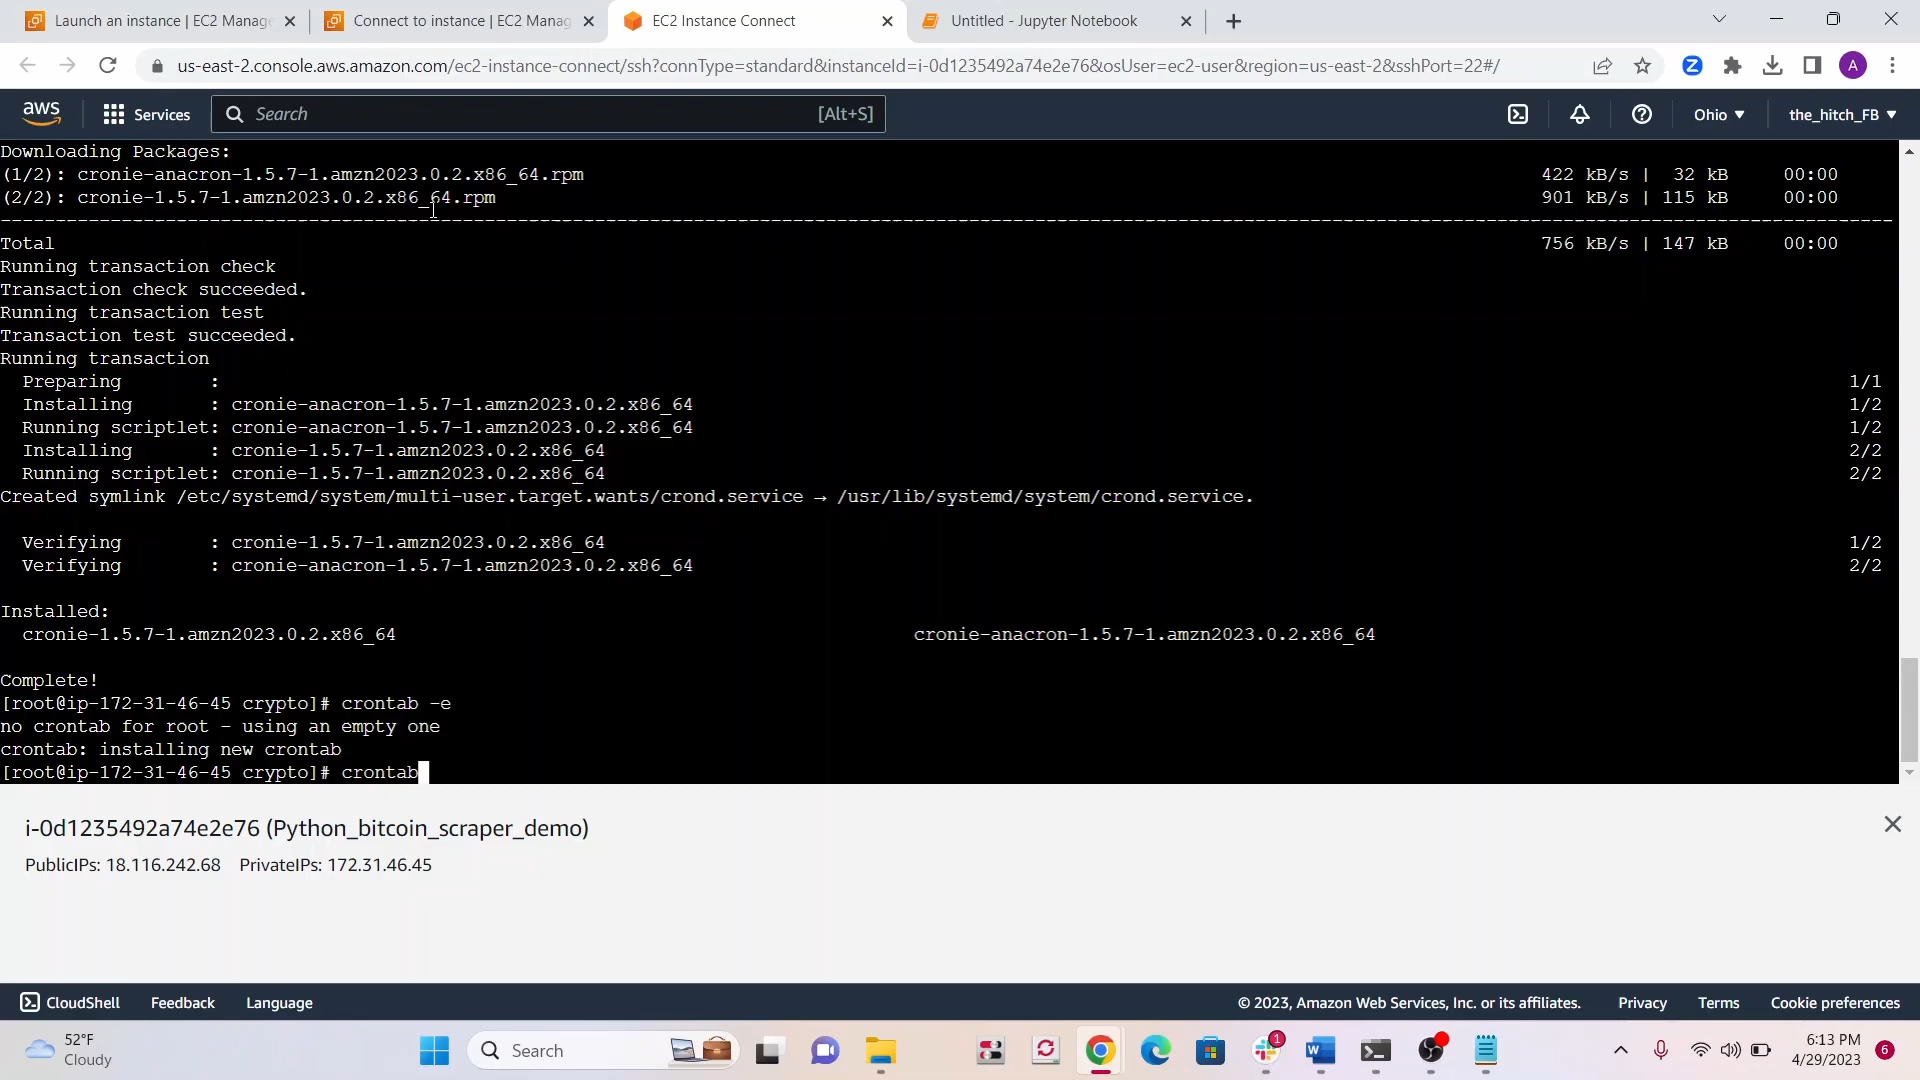 Launch an instance | EC2 Manage
Connect to instance | EC2 Manag
EC2 Instance Connect
Untitled - Jupyter Notebook
us-east-2.console.aws.amazon.com/ec2-instance-connect/ssh?connType=standard&instanceId=i-0d1235492a74e2e76&osUser=ec2-user&region=us-east-2&sshPort=22#/
Z
A
aws
Services
Search
[Alt+S]
Ohio
the_hitch_FB
Downloading Packages:
(1/2): cronie-anacron-1.5.7-1.amzn2023.0.2.x86_64.rpm 422 kB/s | 32 kB 00:00
(2/2): cronie-1.5.7-1.amzn2023.0.2.x86_64.rpm 901 kB/s | 115 kB 00:00
Total 756 kB/s | 147 kB 00:00
Running transaction check
Transaction check succeeded.
Running transaction test
Transaction test succeeded.
Running transaction
Preparing : 1/1
Installing : cronie-anacron-1.5.7-1.amzn2023.0.2.x86_64 1/2
Running scriptlet: cronie-anacron-1.5.7-1.amzn2023.0.2.x86_64 1/2
Installing : cronie-1.5.7-1.amzn2023.0.2.x86_64 2/2
Running scriptlet: cronie-1.5.7-1.amzn2023.0.2.x86_64 2/2
Created symlink /etc/systemd/system/multi-user.target.wants/crond.service → /usr/lib/systemd/system/crond.service.
Verifying : cronie-1.5.7-1.amzn2023.0.2.x86_64 1/2
Verifying : cronie-anacron-1.5.7-1.amzn2023.0.2.x86_64 2/2
Installed:
cronie-1.5.7-1.amzn2023.0.2.x86_64 cronie-anacron-1.5.7-1.amzn2023.0.2.x86_64
Complete!
[root@ip-172-31-46-45 crypto]# crontab -e
no crontab for root - using an empty one
crontab: installing new crontab
[root@ip-172-31-46-45 crypto]# crontab
i-0d1235492a74e2e76 (Python_bitcoin_scraper_demo)
PublicIPs: 18.116.242.68 PrivateIPs: 172.31.46.45
CloudShell
Feedback
Language
© 2023, Amazon Web Services, Inc. or its affiliates.
Privacy
Terms
Cookie preferences
52°F
Cloudy
Search
1
W
6:13 PM
4/29/2023
6